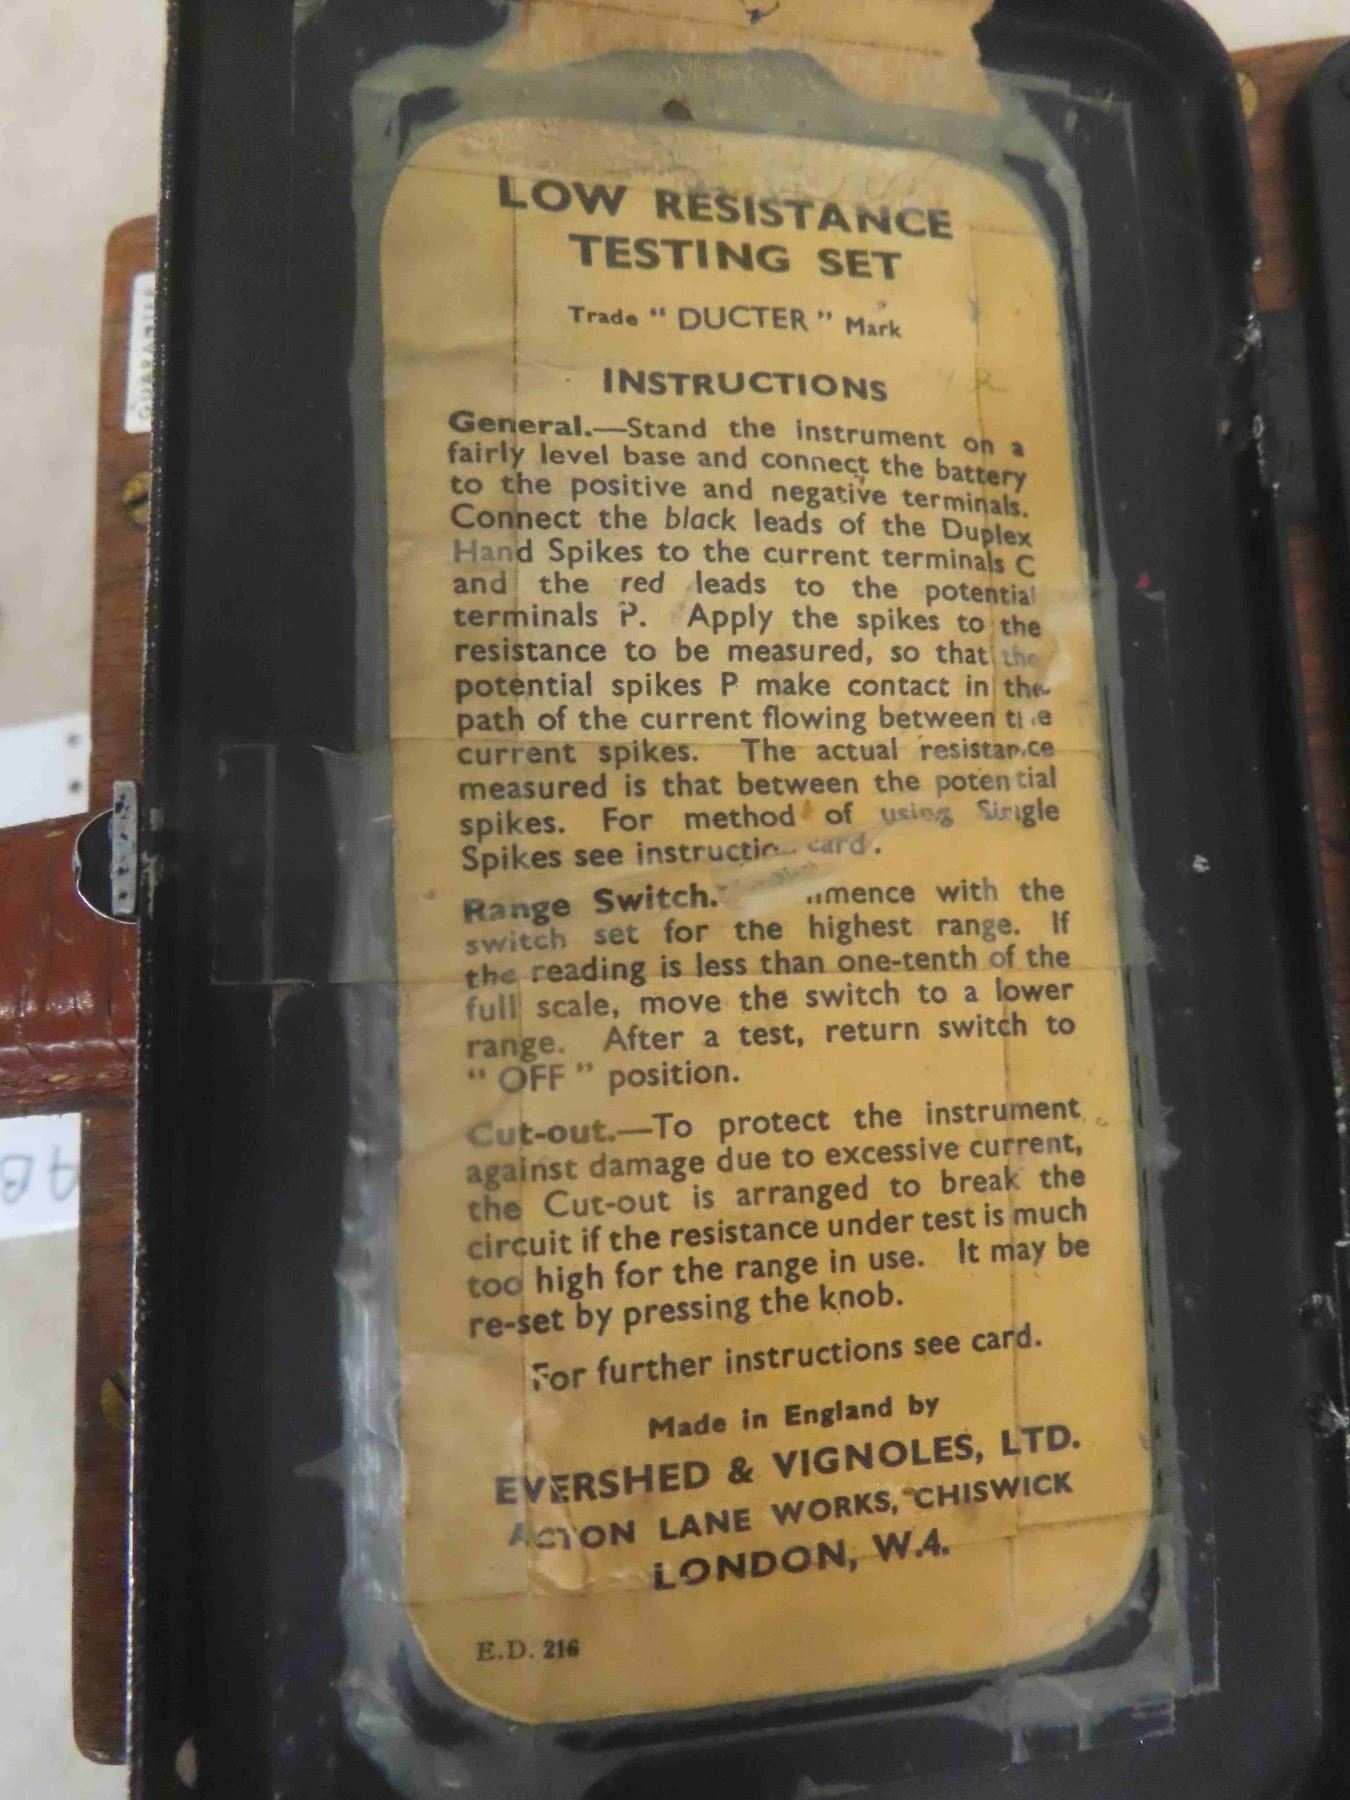 LOW RESISTANCE
TESTING SET
Trade " DUCTER " Mark
INSTRUCTIONS
General.—Stand the instrument on a
fairly level base and connect the battery
to the positive and negative terminals.
Connect the black leads of the Duplex
Hand Spikes to the current terminals C
and the red leads to the potential
terminals P. Apply the spikes to the
resistance to be measured, so that the
potential spikes P make contact in the
path of the current flowing between the
current spikes. The actual resistance
measured is that between the potential
spikes. For method of using Single
Spikes see instruction card.
Range Switch. mmence with the
switch set for the highest range. If
the reading is less than one-tenth of the
full scale, move the switch to a lower
range. After a test, return switch to
" OFF " position.
Cut-out.—To protect the instrument
against damage due to excessive current,
the Cut-out is arranged to break the
circuit if the resistance under test is much
too high for the range in use. It may be
re-set by pressing the knob.
For further instructions see card.
Made in England by
EVERSHED & VIGNOLES, LTD.
ACTON LANE WORKS, CHISWICK
LONDON, W.4.
E.D. 216